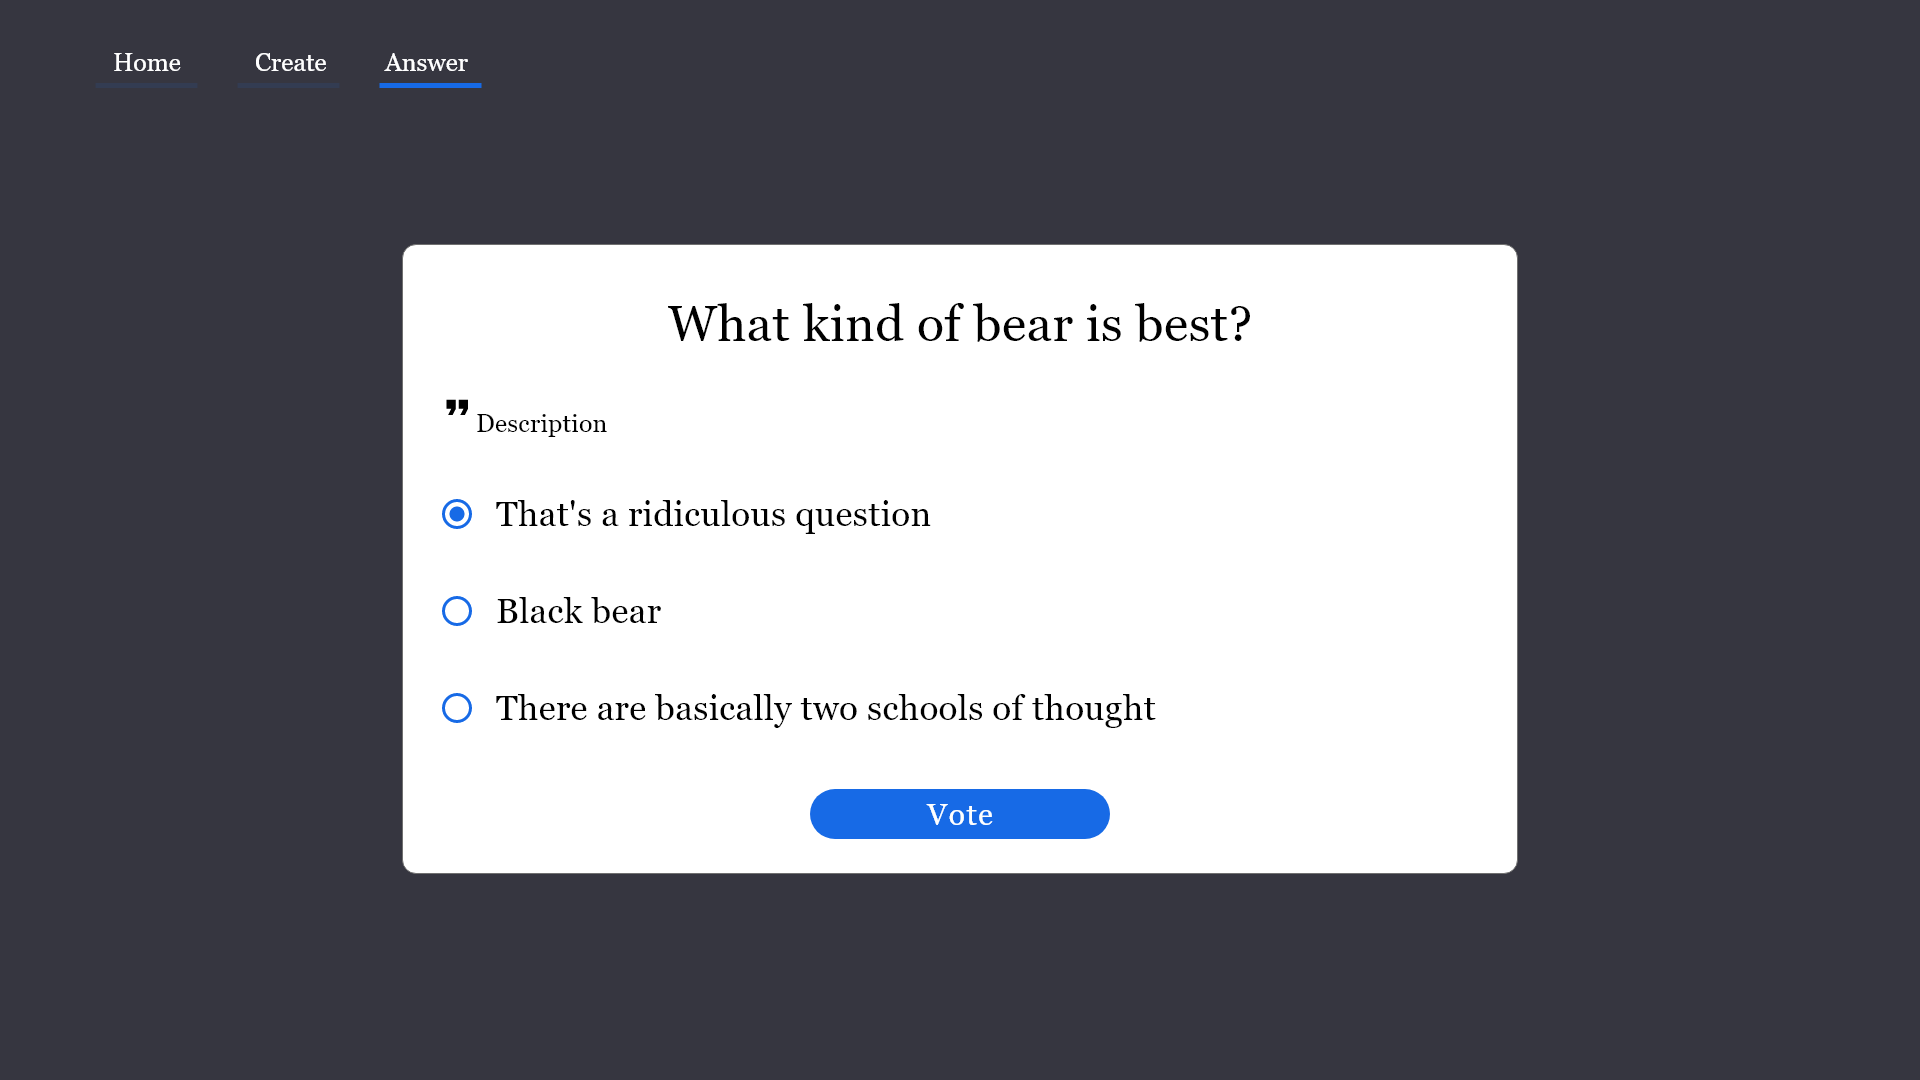 Home Create Answer
What kind of bear is best?
❞ Description
That's a ridiculous question
Black bear
There are basically two schools of thought
Vote